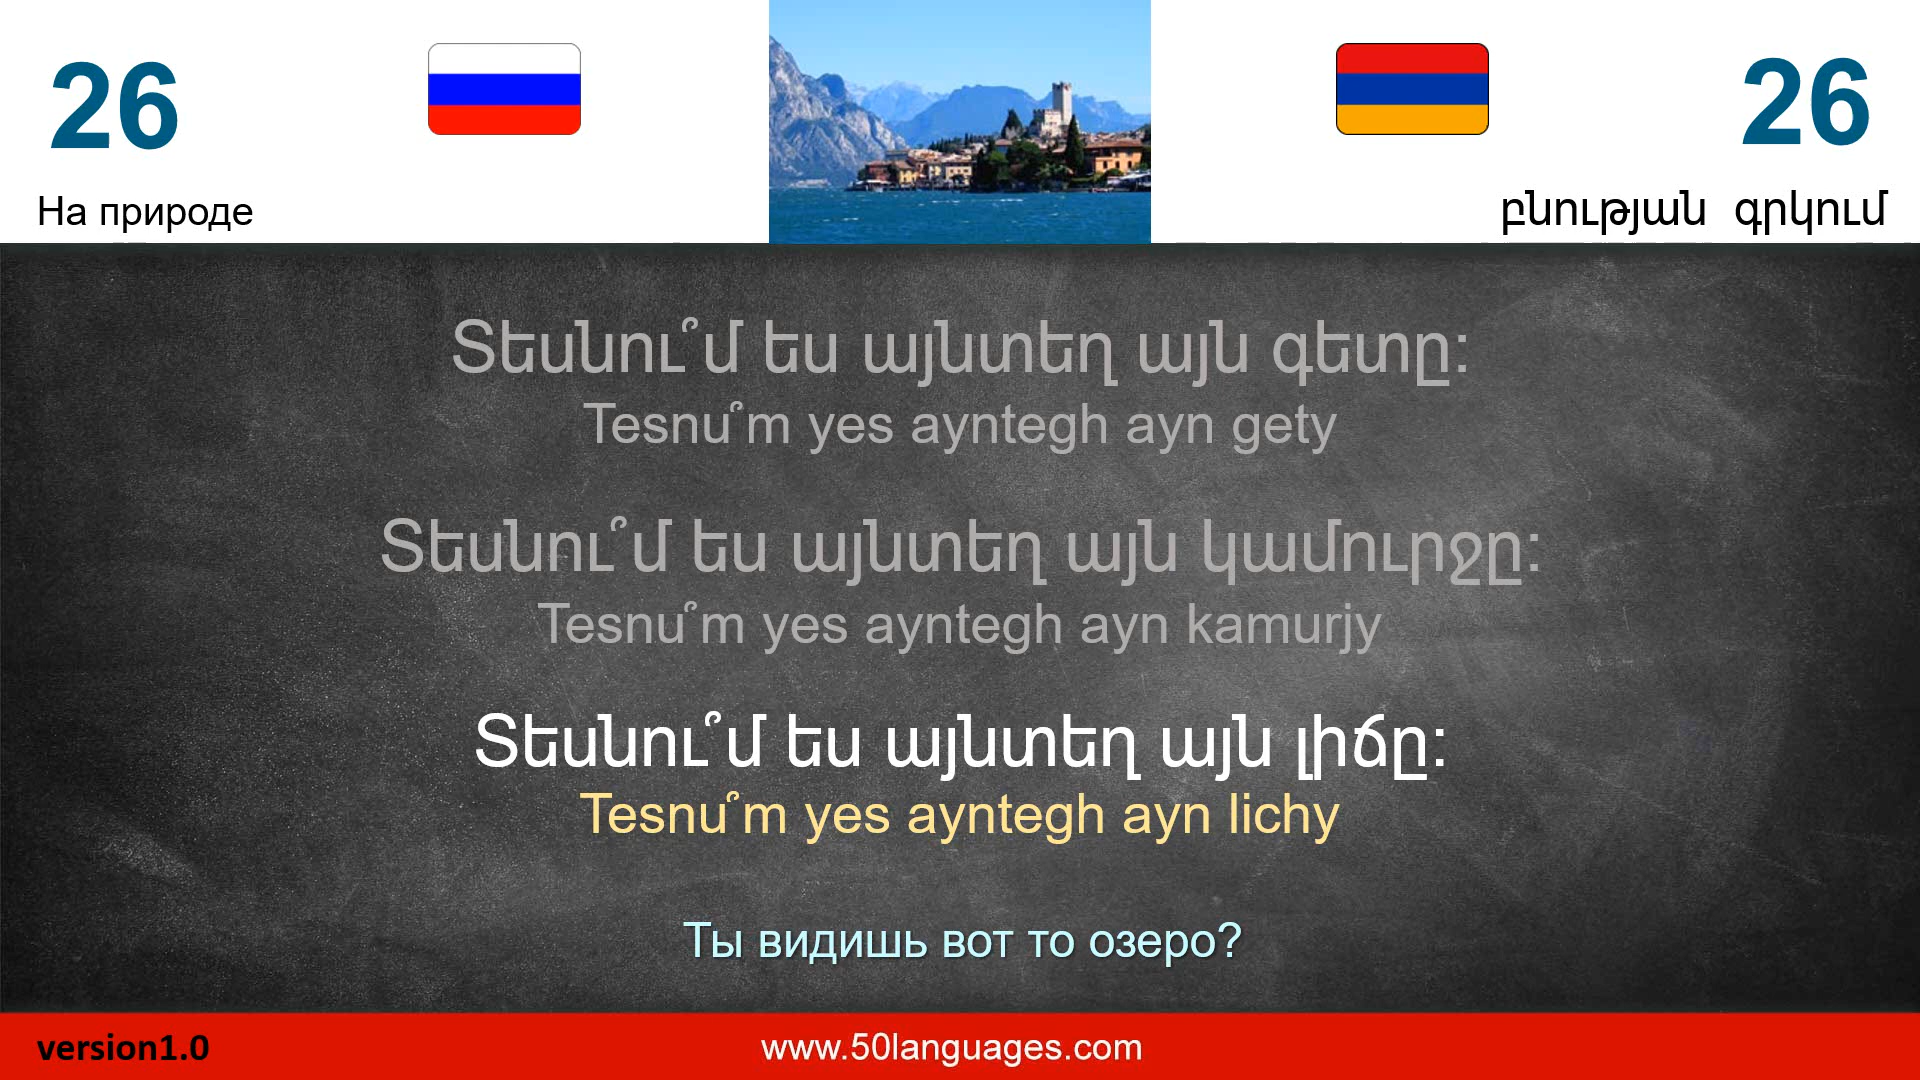 26
26
На природе
բնության գրկում
Տեսնու՞մ ես այնտեղ այն գետը:
Tesnu՞m yes ayntegh ayn gety
Տեսնու՞մ ես այնտեղ այն կամուրջը:
Tesnu՞m yes ayntegh ayn kamurjy
Տեսնու՞մ ես այնտեղ այն լիճը:
Tesnu՞m yes ayntegh ayn lichy
Ты видишь вот то озеро?
version1.0
www.50languages.com